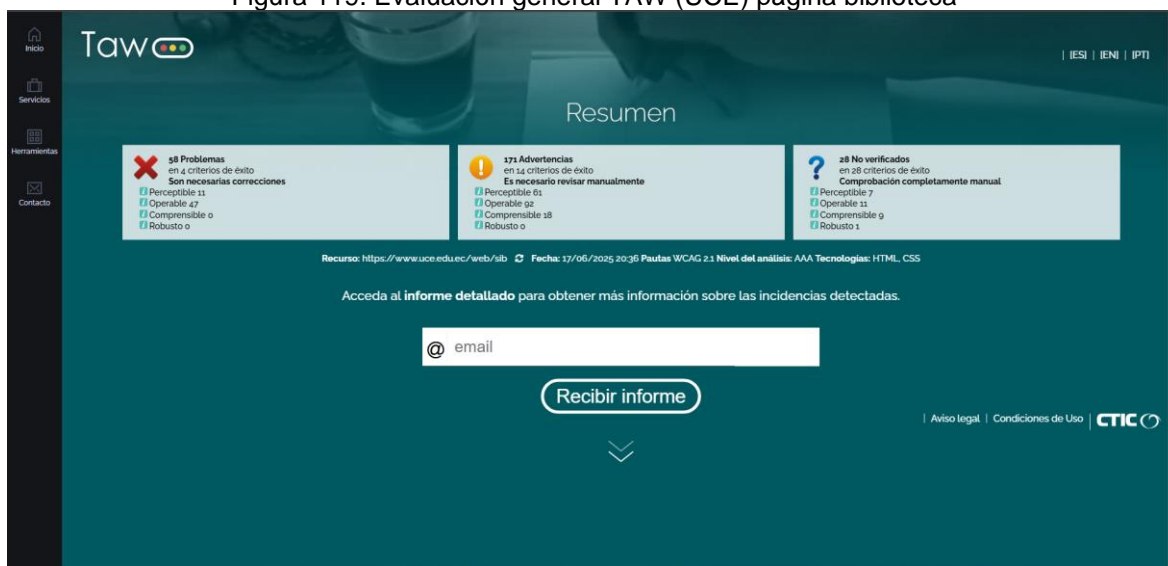 Figura 119. Evaluación general TAW (UCE) página biblioteca
Inicio
Servicios
Herramientas
Contacto
Taw
| |ES| | |EN| | |PT|
Resumen
58 Problemas
en 4 criterios de éxito
Son necesarias correcciones
Perceptible 11
Operable 47
Comprensible 0
Robusto 0
171 Advertencias
en 14 criterios de éxito
Es necesario revisar manualmente
Perceptible 61
Operable 92
Comprensible 18
Robusto 0
28 No verificados
en 28 criterios de éxito
Comprobación completamente manual
Perceptible 7
Operable 11
Comprensible 9
Robusto 1
Recurso: https://www.uce.edu.ec/web/sib Fecha: 17/06/2025 20:36 Pautas WCAG 2.1 Nivel del análisis: AAA Tecnologías: HTML, CSS
Acceda al informe detallado para obtener más información sobre las incidencias detectadas.
@ email
Recibir informe
| Aviso legal | Condiciones de Uso | CTIC